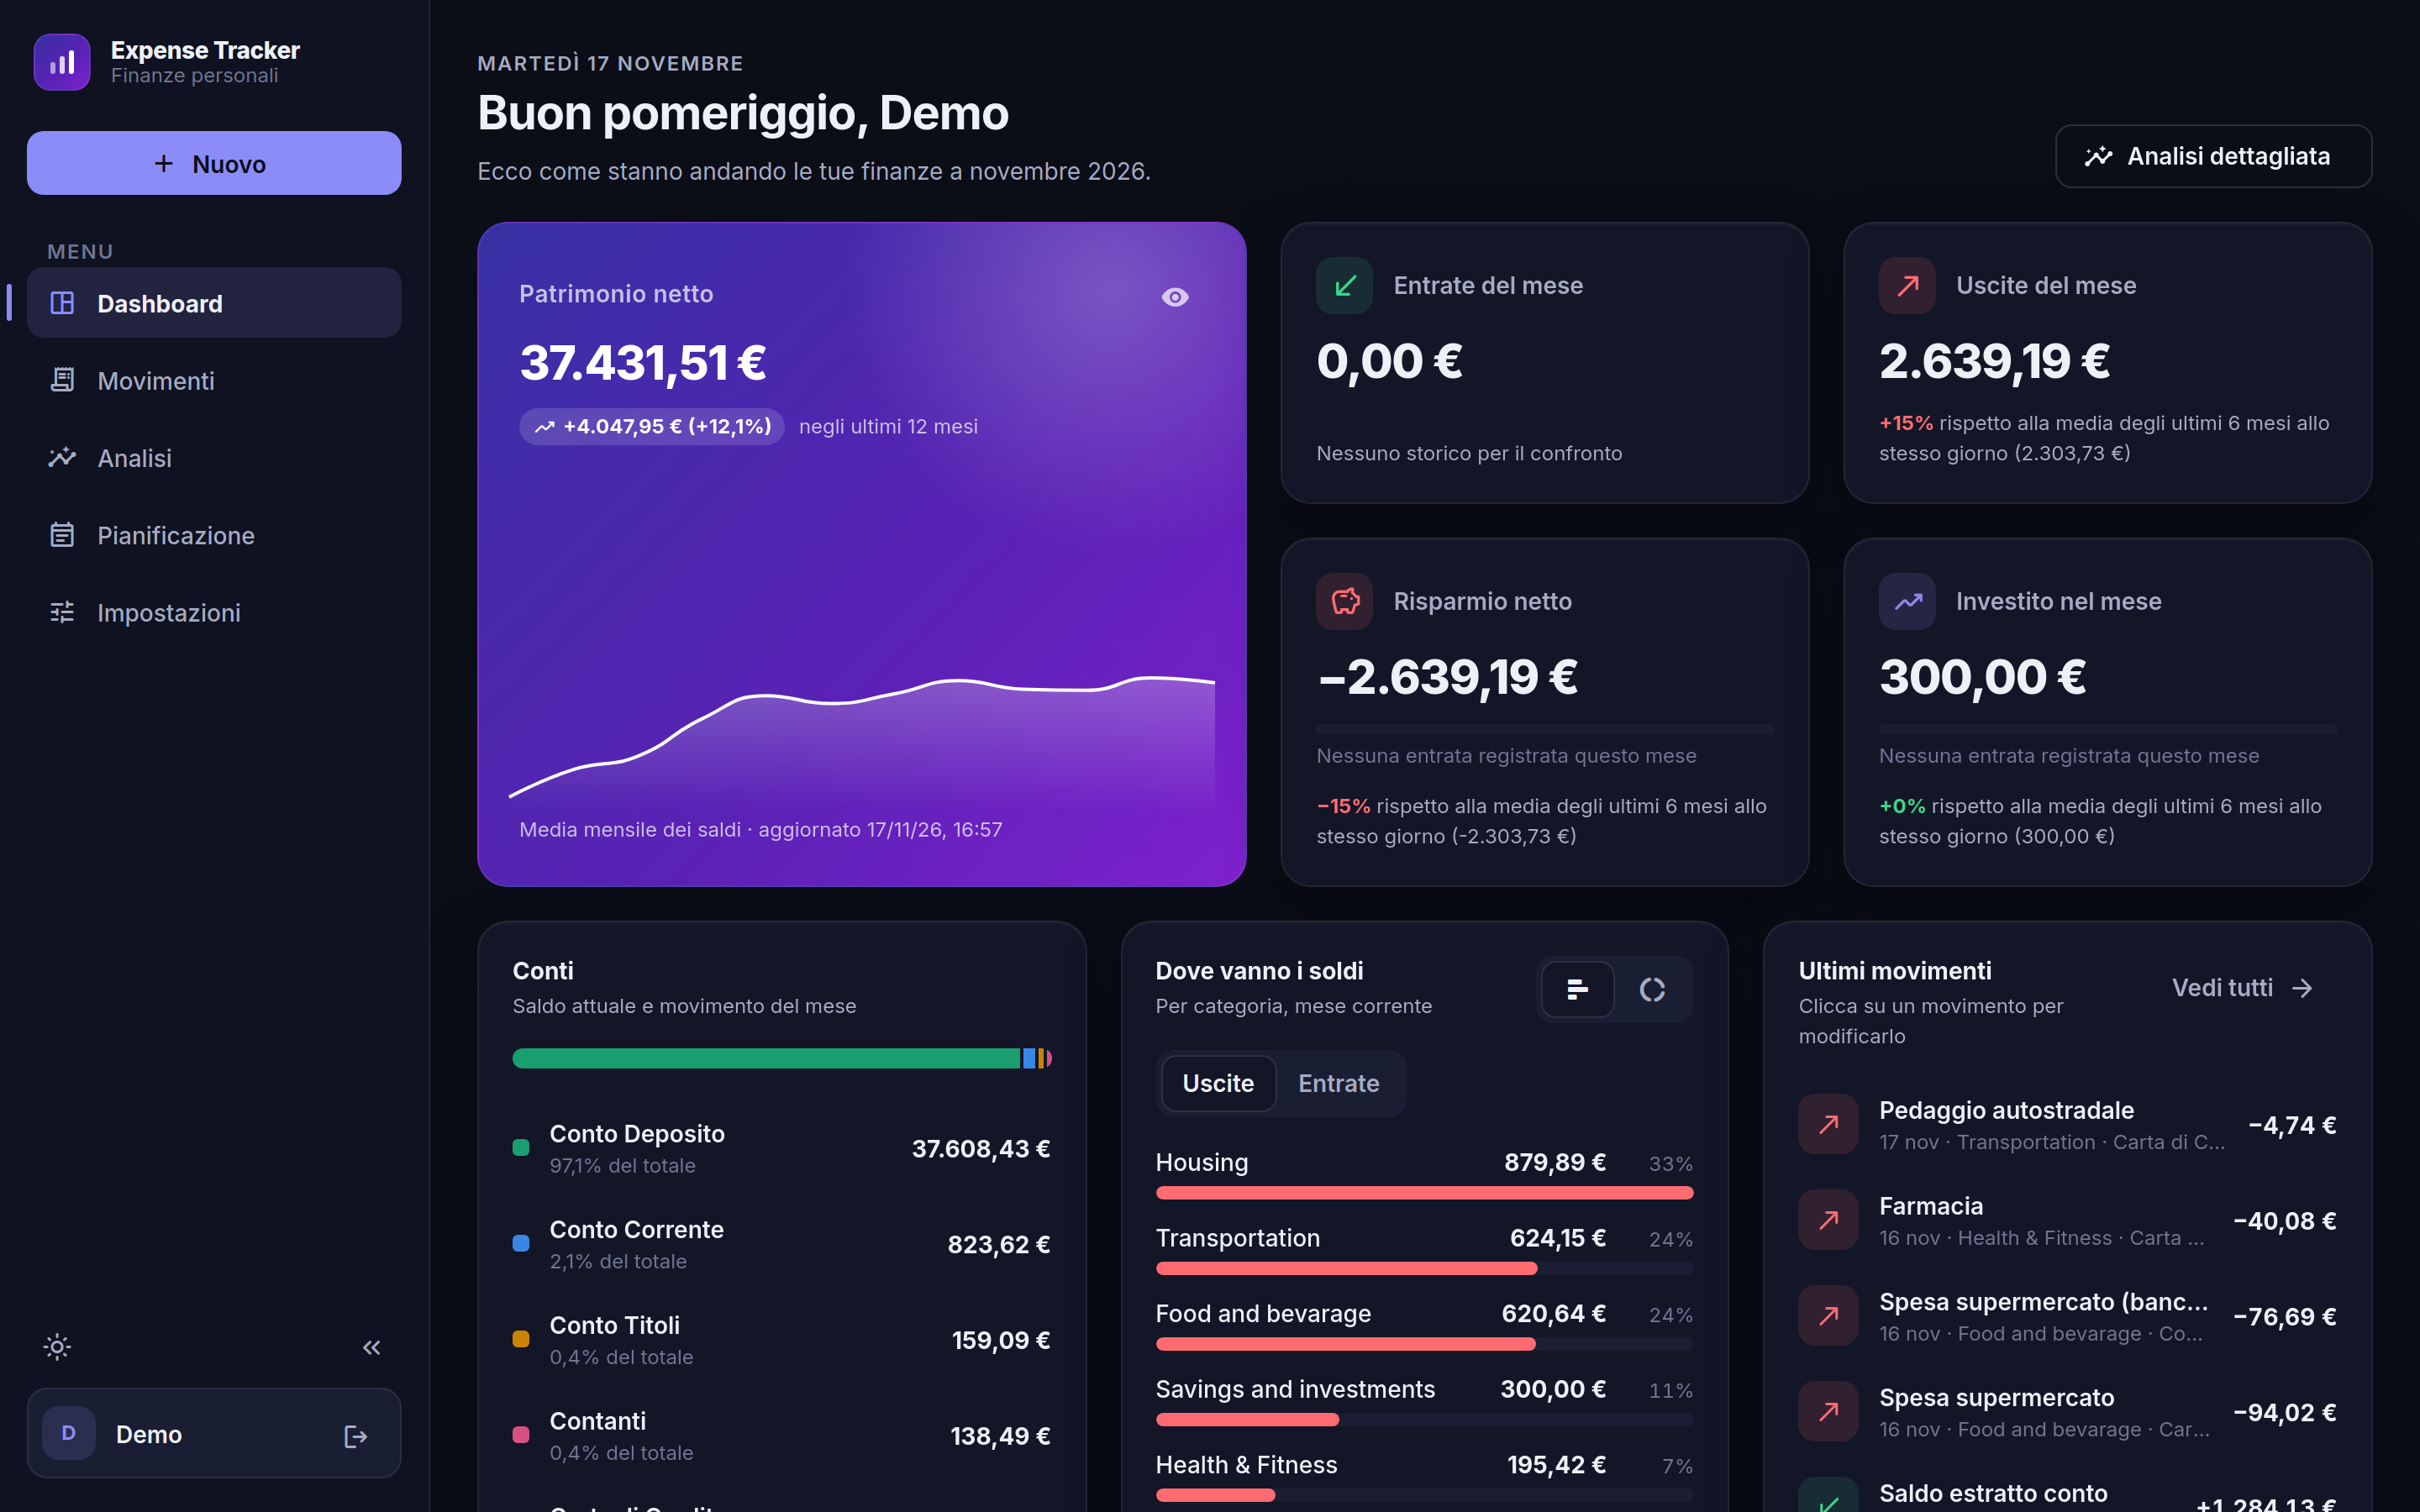 Expense Tracker
Finanze personali
Nuovo
MENU
Dashboard
Movimenti
Analisi
Pianificazione
Impostazioni
D
Demo
MARTEDÌ 17 NOVEMBRE
Buon pomeriggio, Demo
Ecco come stanno andando le tue finanze a novembre 2026.
Analisi dettagliata
Patrimonio netto
37.431,51 €
+4.047,95 € (+12,1%) negli ultimi 12 mesi
Media mensile dei saldi · aggiornato 17/11/26, 16:57
Entrate del mese
0,00 €
Nessuno storico per il confronto
Uscite del mese
2.639,19 €
+15% rispetto alla media degli ultimi 6 mesi allo
stesso giorno (2.303,73 €)
Risparmio netto
−2.639,19 €
Nessuna entrata registrata questo mese
−15% rispetto alla media degli ultimi 6 mesi allo
stesso giorno (-2.303,73 €)
Investito nel mese
300,00 €
Nessuna entrata registrata questo mese
+0% rispetto alla media degli ultimi 6 mesi allo
stesso giorno (300,00 €)
Conti
Saldo attuale e movimento del mese
Conto Deposito 37.608,43 €
97,1% del totale
Conto Corrente 823,62 €
2,1% del totale
Conto Titoli 159,09 €
0,4% del totale
Contanti 138,49 €
0,4% del totale
Dove vanno i soldi
Per categoria, mese corrente
Uscite Entrate
Housing 879,89 € 33%
Transportation 624,15 € 24%
Food and bevarage 620,64 € 24%
Savings and investments 300,00 € 11%
Health & Fitness 195,42 € 7%
Ultimi movimenti
Clicca su un movimento per
modificarlo
Vedi tutti
Pedaggio autostradale −4,74 €
17 nov · Transportation · Carta di C...
Farmacia −40,08 €
16 nov · Health & Fitness · Carta ...
Spesa supermercato (banc... −76,69 €
16 nov · Food and bevarage · Co...
Spesa supermercato −94,02 €
16 nov · Food and bevarage · Car...
Saldo estratto conto +1.284,13 €